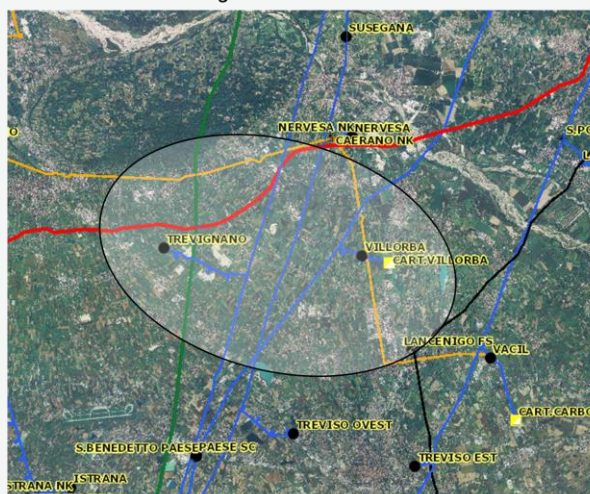 SUSEGANA
NERVESA NK NERVESA
CAERANO NK
S.PO
TREVIGNANO
VILLORBA
CART.VILLORBA
LANCENIGO FS
VACIL
CART.CARBO
TREVISO OVEST
S.BENEDETTO PAESE PAESE SC
TREVISO EST
STRANA NK
ISTRANA